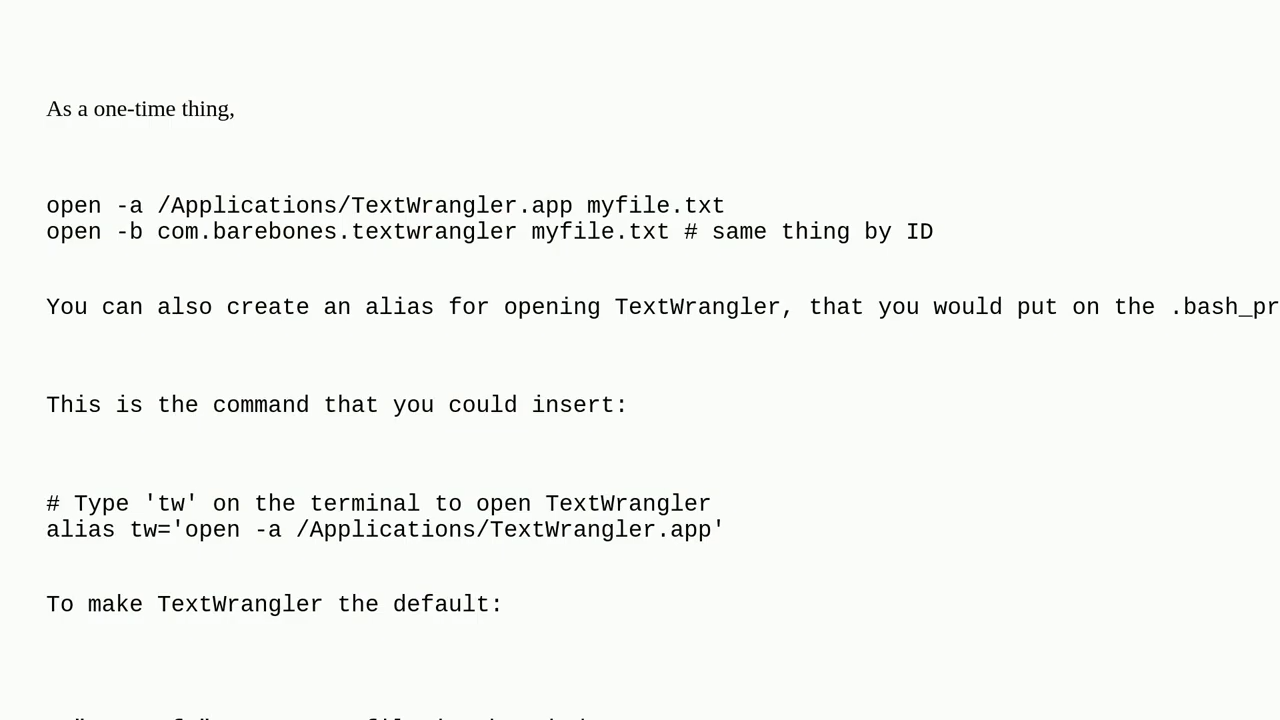 As a one-time thing,
open -a /Applications/TextWrangler.app myfile.txt
open -b com.barebones.textwrangler myfile.txt # same thing by ID
You can also create an alias for opening TextWrangler, that you would put on the .bash_pr
This is the command that you could insert:
# Type 'tw' on the terminal to open TextWrangler
alias tw='open -a /Applications/TextWrangler.app'
To make TextWrangler the default: